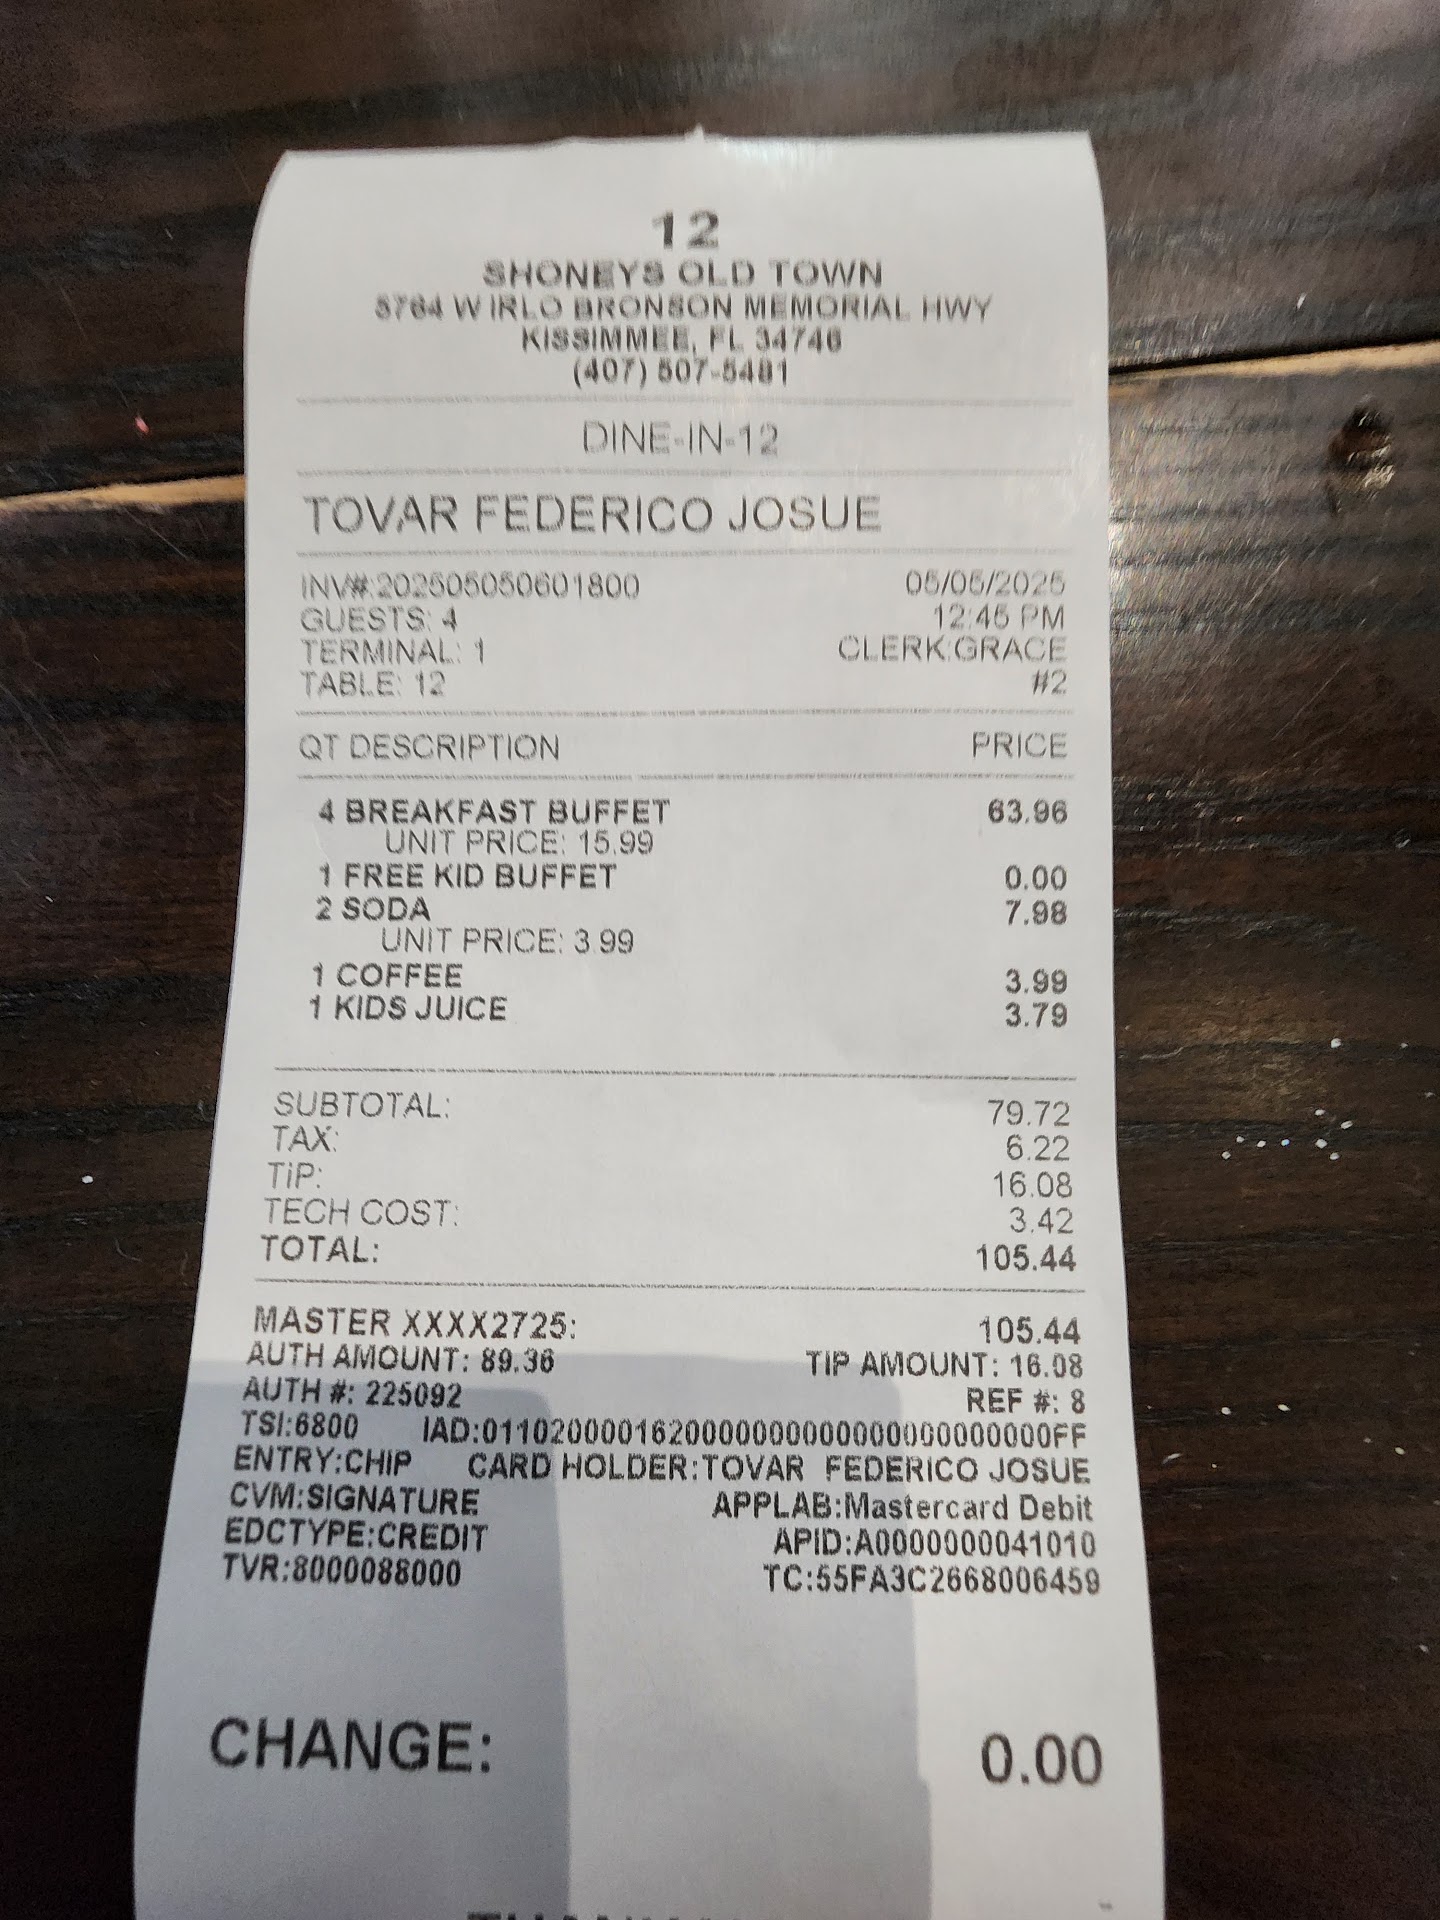 12
SHONEYS OLD TOWN
5764 W IRLO BRONSON MEMORIAL HWY
KISSIMMEE, FL 34746
(407) 507-5481
DINE-IN-12
TOVAR FEDERICO JOSUE
INV#:202505050601800 05/05/2025
GUESTS: 4 12:45 PM
TERMINAL: 1 CLERK:GRACE
TABLE: 12 #2
QT DESCRIPTION PRICE
4 BREAKFAST BUFFET 63.96
UNIT PRICE: 15.99
1 FREE KID BUFFET 0.00
2 SODA 7.98
UNIT PRICE: 3.99
1 COFFEE 3.99
1 KIDS JUICE 3.79
SUBTOTAL: 79.72
TAX: 6.22
TiP: 16.08
TECH COST: 3.42
TOTAL: 105.44
MASTER XXXX2725: 105.44
AUTH AMOUNT: 89.36 TIP AMOUNT: 16.08
AUTH #: 225092 REF #: 8
TSI:6800
ENTRY:CHIP CARD HOLDER:TOVAR FEDERICO JOSUE
CVM:SIGNATURE APPLAB:Mastercard Debit
EDCTYPE:CREDIT APID:A0000000041010
TVR:8000088000 TC:55FA3C2668006459
CHANGE: 0.00